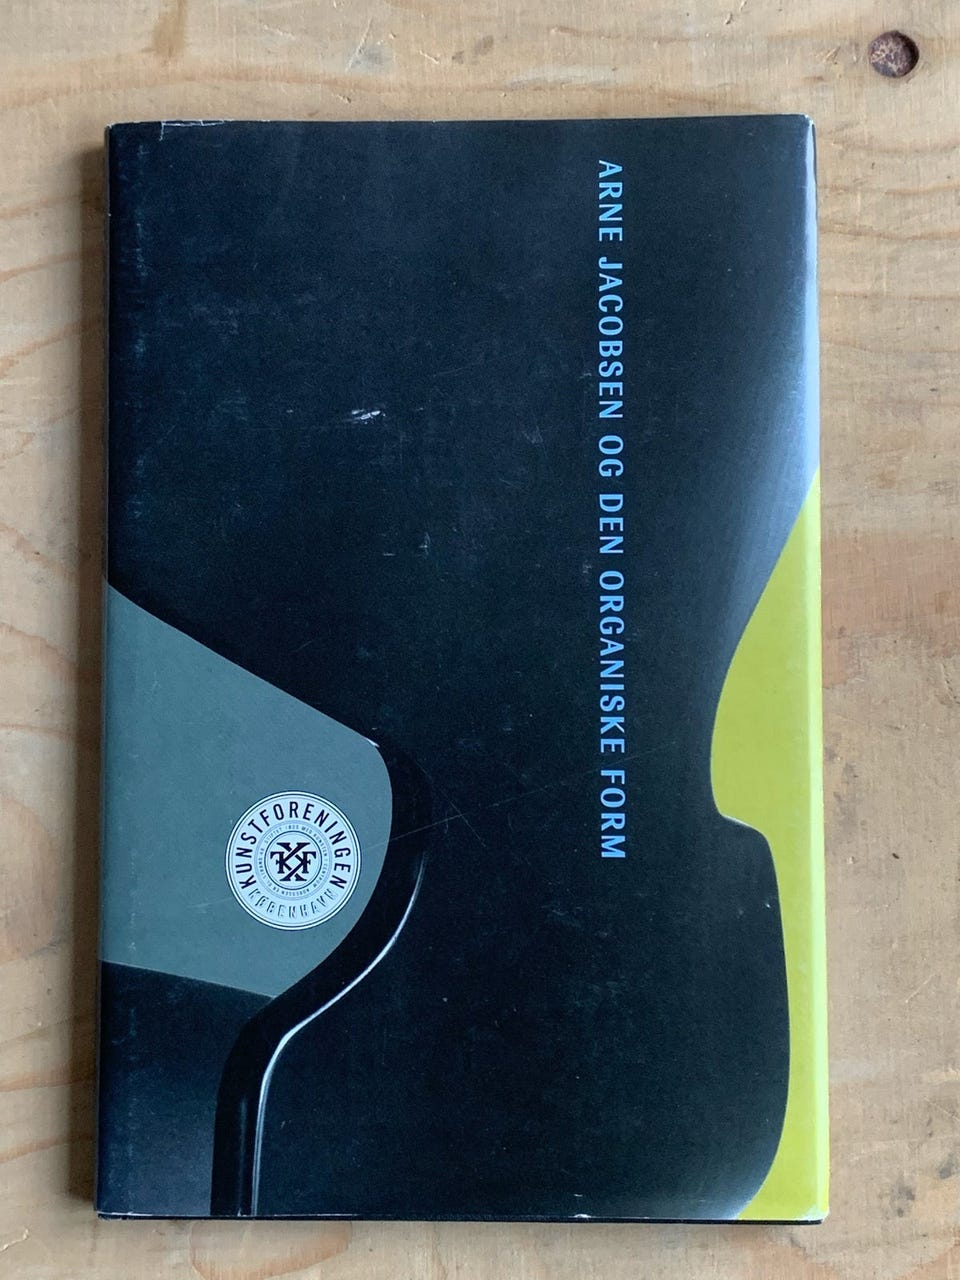 ARNE JACOBSEN OG DEN ORGANISKE FORM
KUNSTFORENINGEN
KØBENHAVN